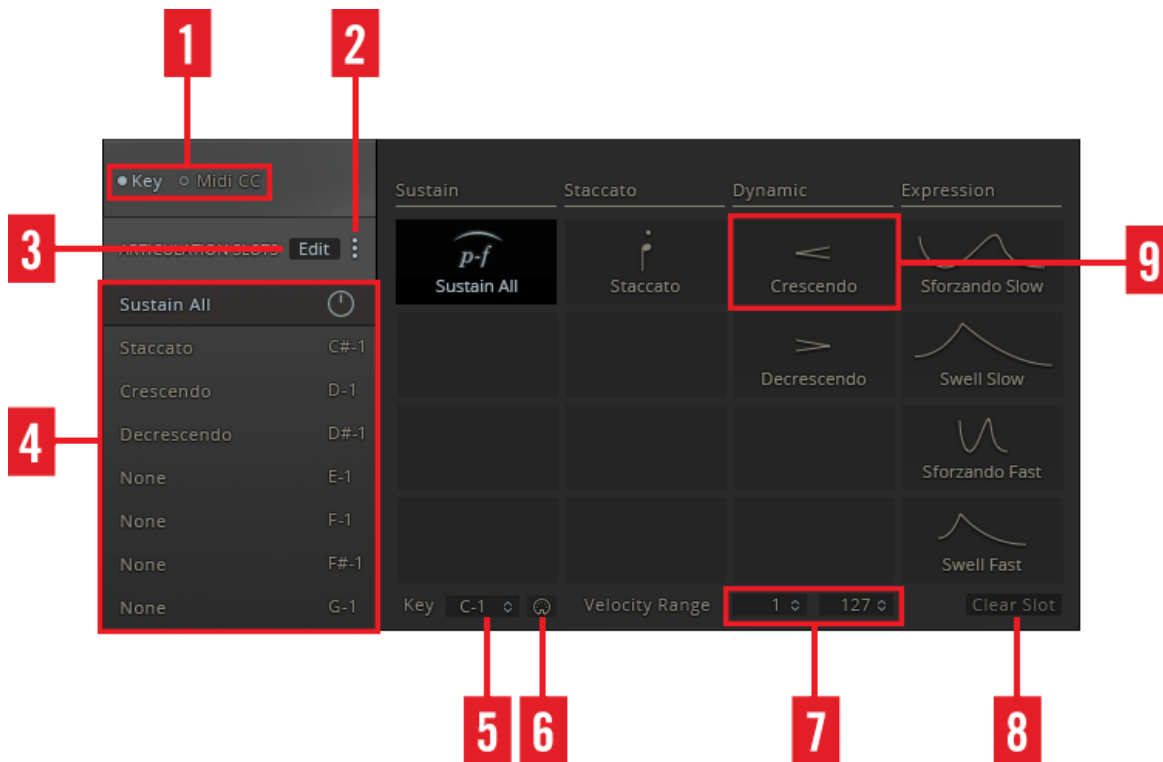 1
2
Key Midi CC
Sustain Staccato Dynamic Expression
3
ARTICULATION SLOTS Edit
9
p-f
Sustain All Staccato Crescendo Sforzando Slow
Sustain All
Staccato C#-1
Crescendo D-1
Decrescendo Swell Slow
4
Decrescendo D#-1
None E-1
Sforzando Fast
None F-1
None F#-1
Swell Fast
None G-1
Key C-1 Velocity Range 1 127 Clear Slot
5 6 7 8